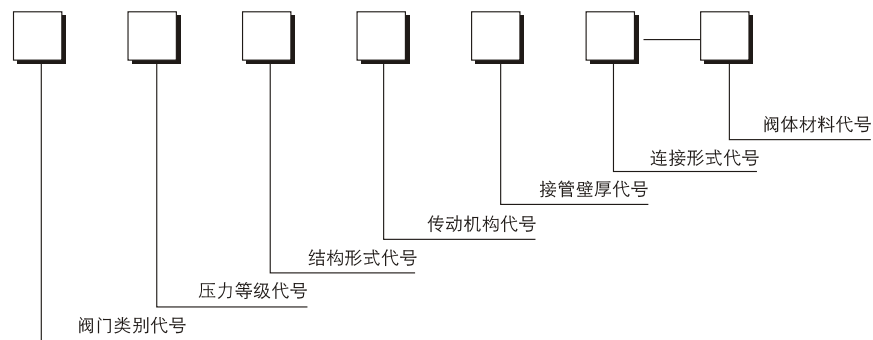 阀体材料代号
连接形式代号
接管壁厚代号
传动机构代号
结构形式代号
压力等级代号
阀门类别代号